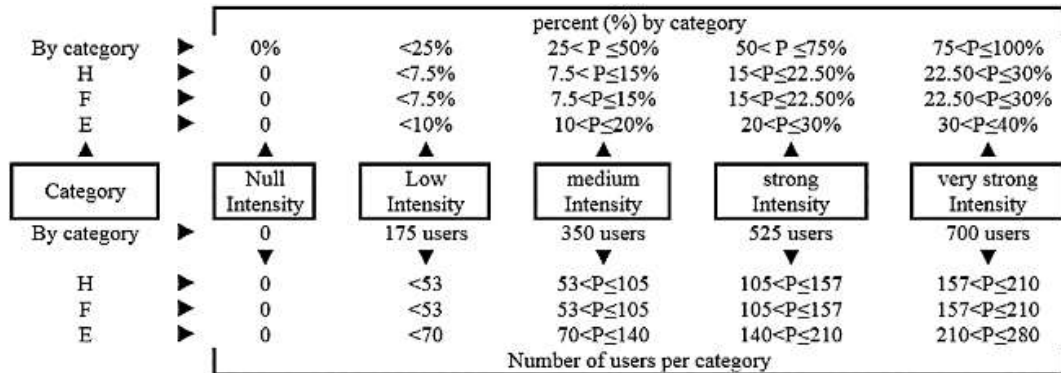 percent (%) by category
By category ► 0% <25% 25< P ≤50% 50< P ≤75% 75<P≤100%
H ► 0 <7.5% 7.5< P≤15% 15<P≤22.50% 22.50<P≤30%
F ► 0 <7.5% 7.5<P≤15% 15<P≤22.50% 22.50<P≤30%
E ► 0 <10% 10<P≤20% 20<P≤30% 30<P≤40%
Category Null Low medium strong very strong
Intensity Intensity Intensity Intensity Intensity
By category ► 0 175 users 350 users 525 users 700 users
H ► 0 <53 53<P≤105 105<P≤157 157<P≤210
F ► 0 <53 53<P≤105 105<P≤157 157<P≤210
E ► 0 <70 70<P≤140 140<P≤210 210<P≤280
Number of users per category